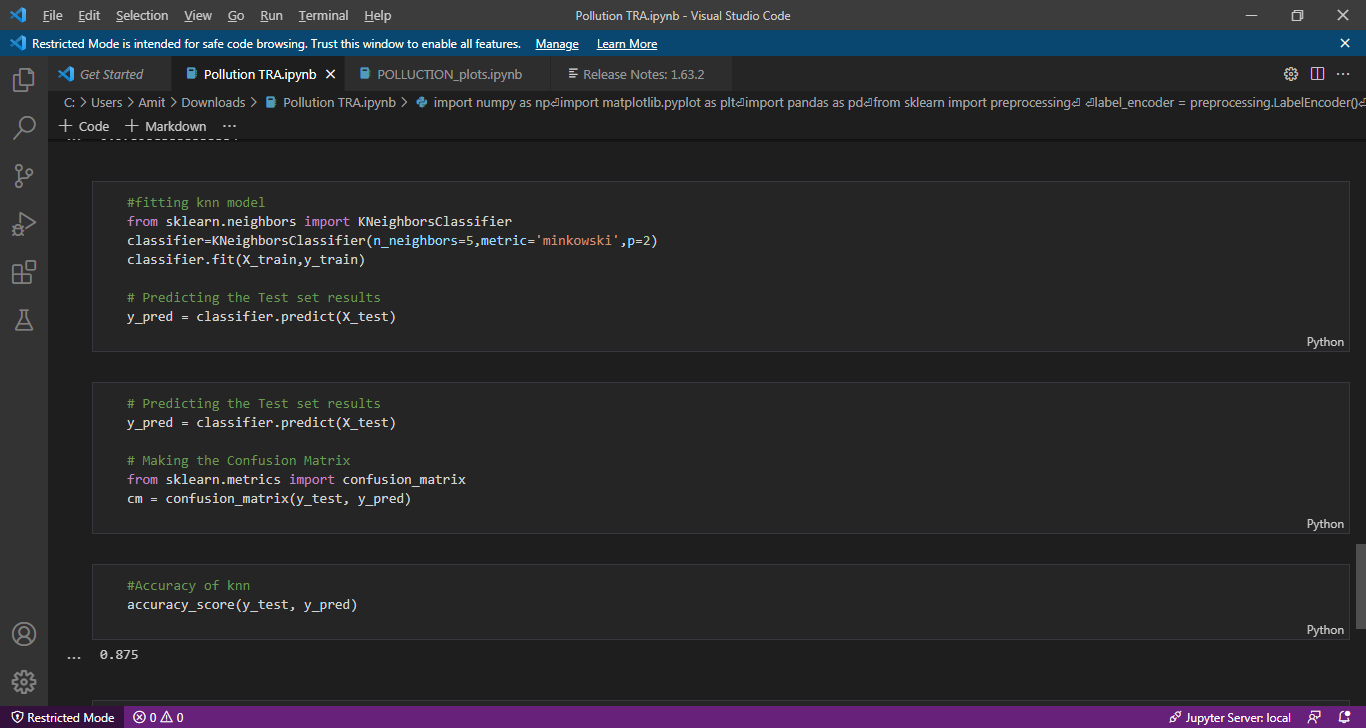 File Edit Selection View Go Run Terminal Help Pollution TRA.ipynb - Visual Studio Code
Restricted Mode is intended for safe code browsing. Trust this window to enable all features. Manage Learn More
Get Started Pollution TRA.ipynb POLLUCTION_plots.ipynb Release Notes: 1.63.2
C: > Users > Amit > Downloads > Pollution TRA.ipynb > import numpy as np⏎import matplotlib.pyplot as plt⏎import pandas as pd⏎from sklearn import preprocessing⏎ ⏎label_encoder = preprocessing.LabelEncoder()⏎
+ Code + Markdown ...
#fitting knn model
from sklearn.neighbors import KNeighborsClassifier
classifier=KNeighborsClassifier(n_neighbors=5,metric='minkowski',p=2)
classifier.fit(X_train,y_train)
# Predicting the Test set results
y_pred = classifier.predict(X_test)
Python
# Predicting the Test set results
y_pred = classifier.predict(X_test)
# Making the Confusion Matrix
from sklearn.metrics import confusion_matrix
cm = confusion_matrix(y_test, y_pred)
Python
#Accuracy of knn
accuracy_score(y_test, y_pred)
Python
... 0.875
Restricted Mode 0 0 Jupyter Server: local